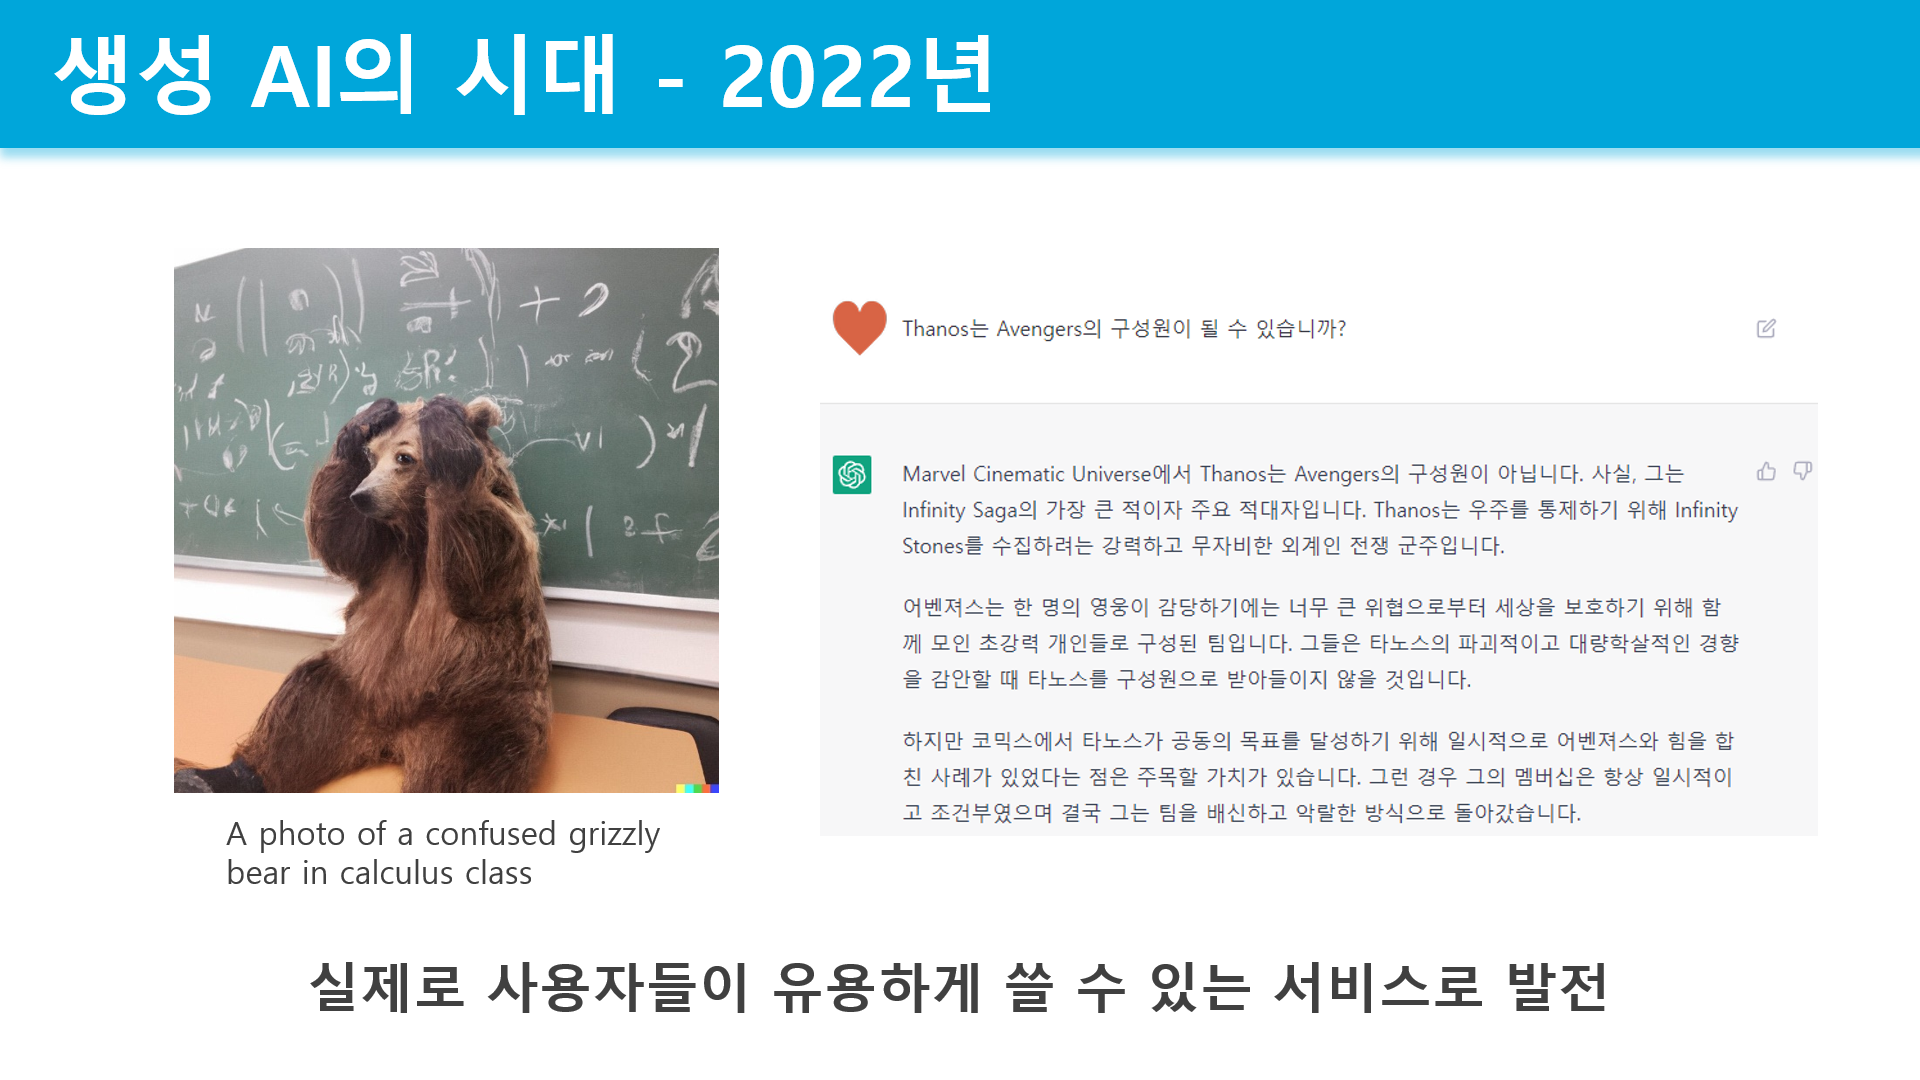 생성 AI의 시대 - 2022년
A photo of a confused grizzly
bear in calculus class
Thanos는 Avengers의 구성원이 될 수 있습니까?
Marvel Cinematic Universe에서 Thanos는 Avengers의 구성원이 아닙니다. 사실, 그는
Infinity Saga의 가장 큰 적이자 주요 적대자입니다. Thanos는 우주를 통제하기 위해 Infinity
Stones를 수집하려는 강력하고 무자비한 외계인 전쟁 군주입니다.
어벤져스는 한 명의 영웅이 감당하기에는 너무 큰 위협으로부터 세상을 보호하기 위해 함
께 모인 초강력 개인들로 구성된 팀입니다. 그들은 타노스의 파괴적이고 대량학살적인 경향
을 감안할 때 타노스를 구성원으로 받아들이지 않을 것입니다.
하지만 코믹스에서 타노스가 공동의 목표를 달성하기 위해 일시적으로 어벤져스와 힘을 합
친 사례가 있었다는 점은 주목할 가치가 있습니다. 그런 경우 그의 멤버십은 항상 일시적이
고 조건부였으며 결국 그는 팀을 배신하고 악랄한 방식으로 돌아갔습니다.
실제로 사용자들이 유용하게 쓸 수 있는 서비스로 발전